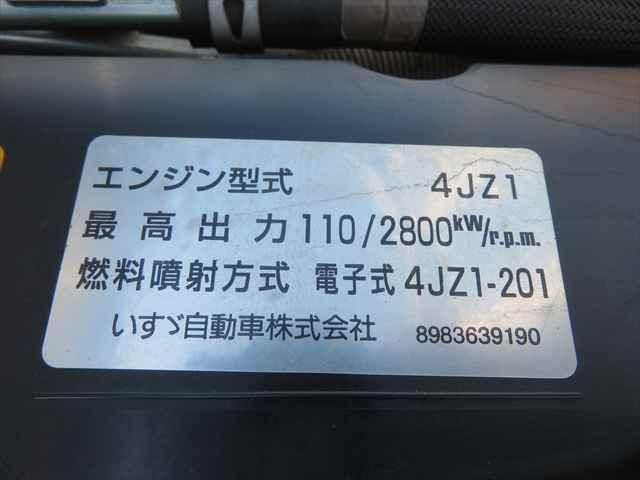 エンジン型式 4JZ1
最高出力 110/2800kW/r.p.m.
燃料噴射方式 電子式 4JZ1-201
いすゞ自動車株式会社 8983639190